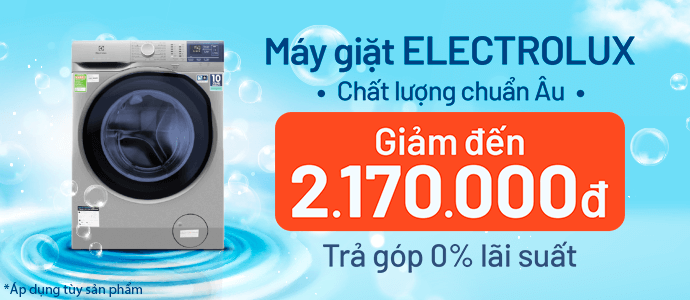 Máy giặt ELECTROLUX
• Chất lượng chuẩn Âu •
Giảm đến
2.170.000đ
Trả góp 0% lãi suất
*Áp dụng tùy sản phẩm
10